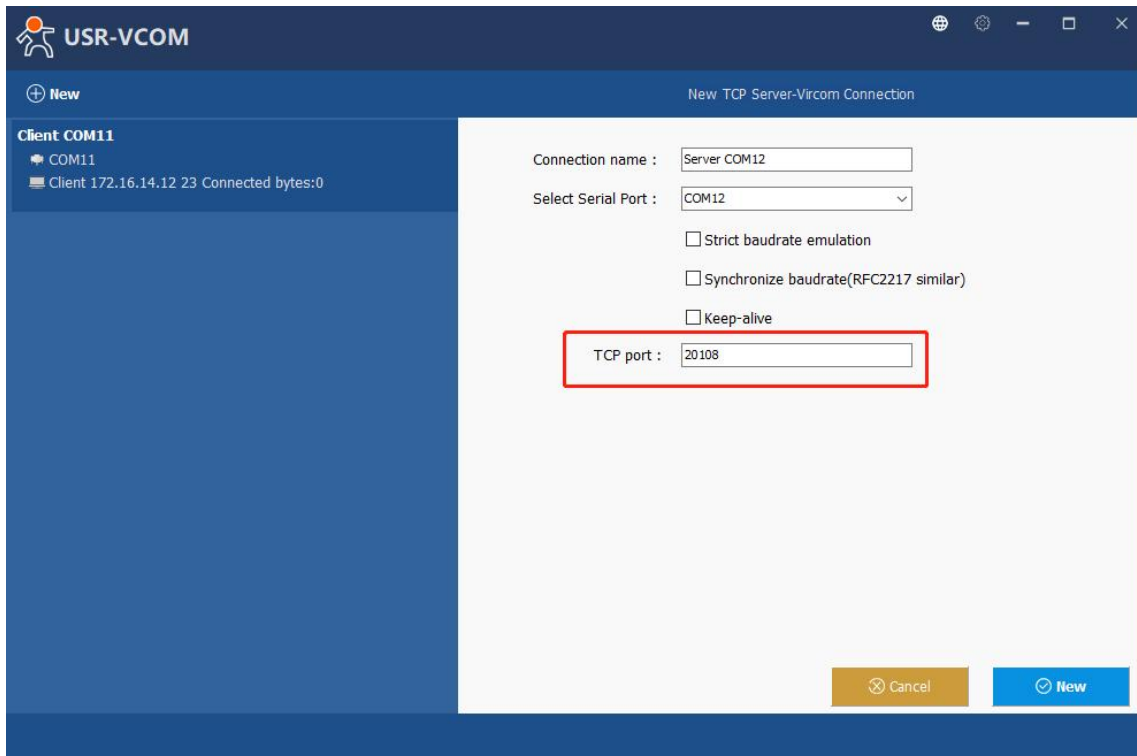 USR-VCOM
New
New TCP Server-Vircom Connection
Client COM11
COM11
Client 172.16.14.12 23 Connected bytes:0
Connection name : Server COM12
Select Serial Port : COM12
Strict baudrate emulation
Synchronize baudrate(RFC2217 similar)
Keep-alive
TCP port : 20108
Cancel
New